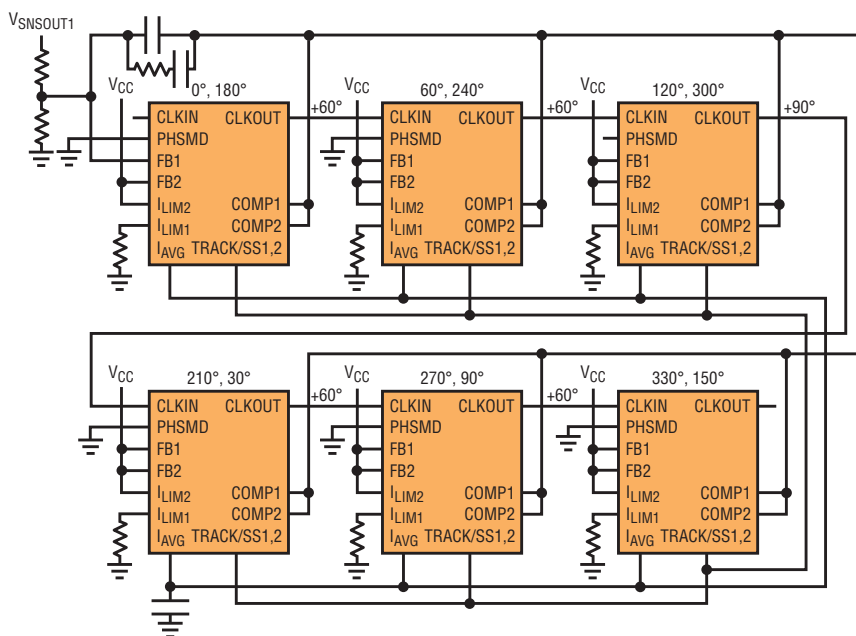 VSNSOUT1
VCC
0°, 180°
CLKIN CLKOUT
PHSMD
FB1
FB2
ILIM2 COMP1
ILIM1 COMP2
IAVG TRACK/SS1,2
+60°
VCC
60°, 240°
CLKIN CLKOUT
PHSMD
FB1
FB2
ILIM2 COMP1
ILIM1 COMP2
IAVG TRACK/SS1,2
+60°
VCC
120°, 300°
CLKIN CLKOUT
PHSMD
FB1
FB2
ILIM2 COMP1
ILIM1 COMP2
IAVG TRACK/SS1,2
+90°
VCC
210°, 30°
CLKIN CLKOUT
PHSMD
FB1
FB2
ILIM2 COMP1
ILIM1 COMP2
IAVG TRACK/SS1,2
+60°
VCC
270°, 90°
CLKIN CLKOUT
PHSMD
FB1
FB2
ILIM2 COMP1
ILIM1 COMP2
IAVG TRACK/SS1,2
+60°
VCC
330°, 150°
CLKIN CLKOUT
PHSMD
FB1
FB2
ILIM2 COMP1
ILIM1 COMP2
IAVG TRACK/SS1,2